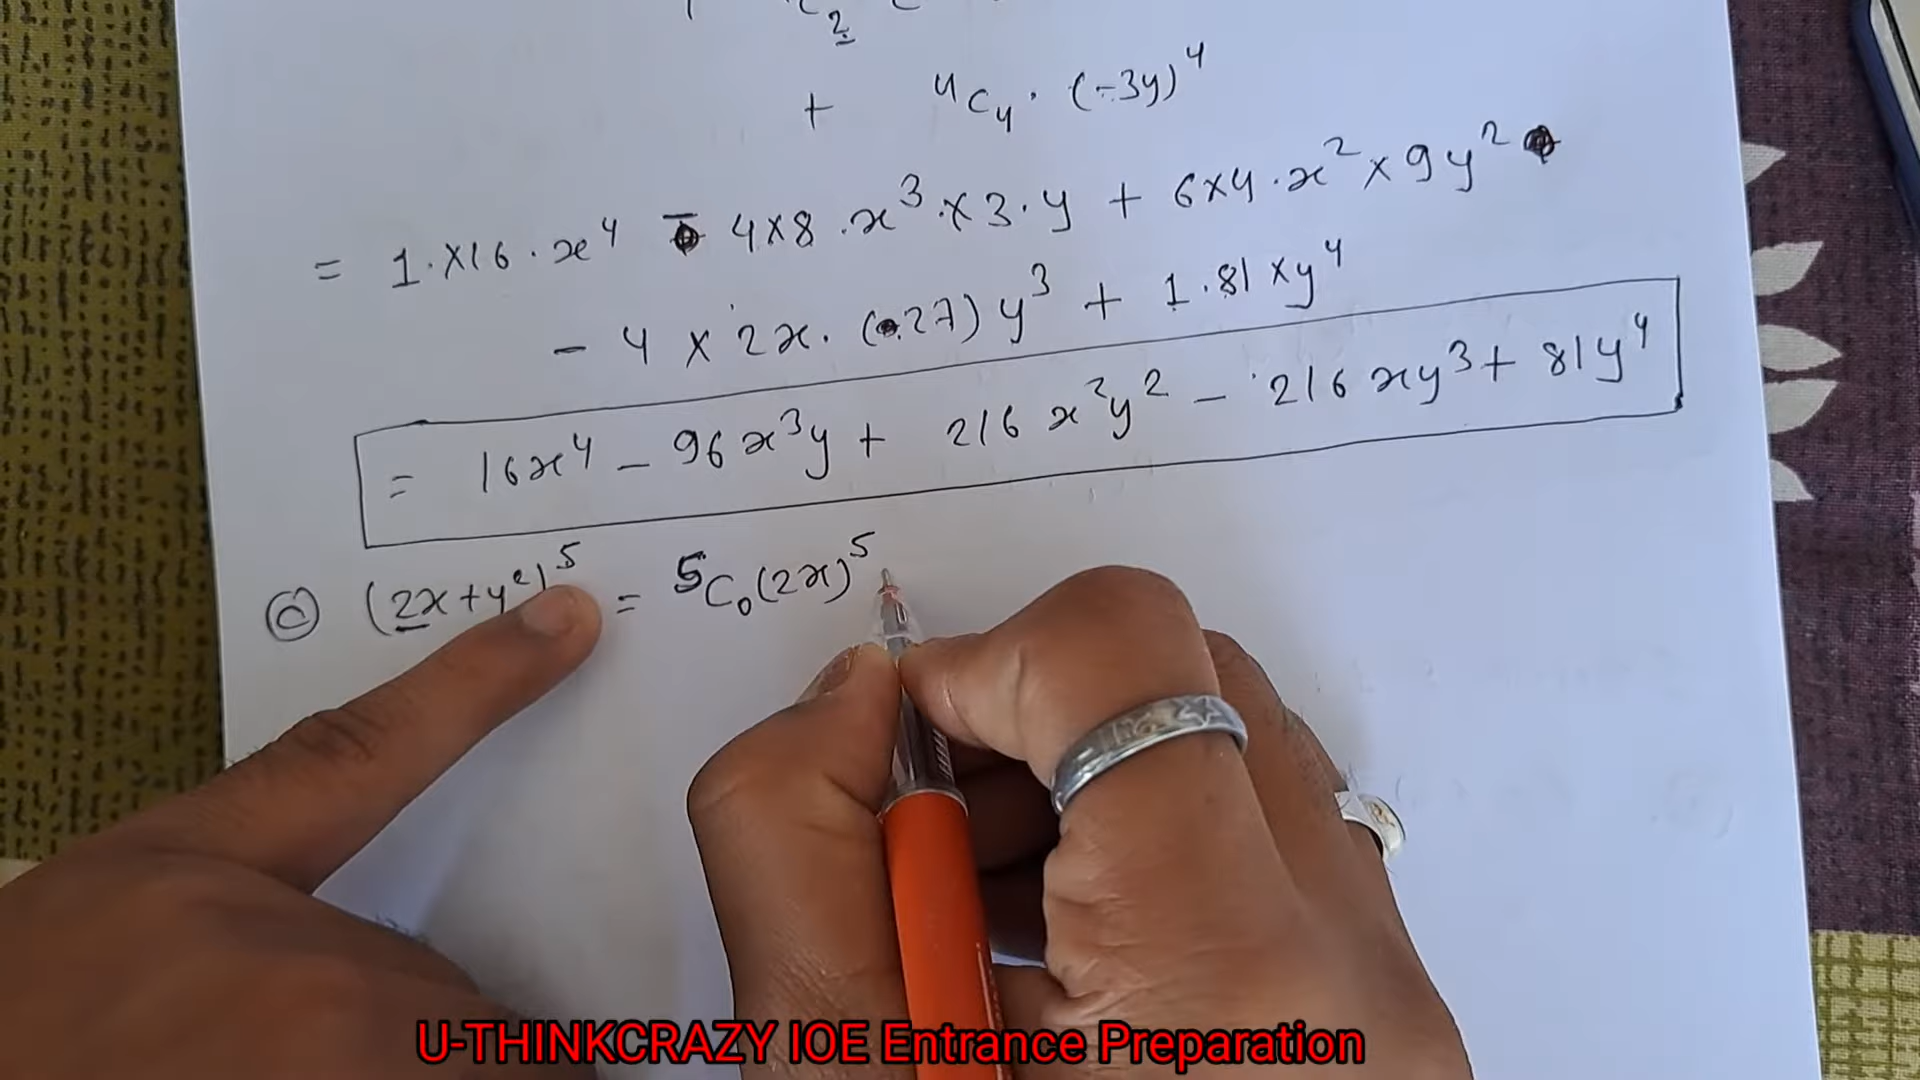 2
+ ⁴C₄ · (-3y)⁴
= 1·×16·x⁴ - 4×8·x³·×3·y + 6×4·x²×9y²
- 4 × 2x·(27)y³ + 1·81×y⁴
= 16x⁴ - 96x³y + 216x²y² - 216xy³ + 81y⁴
ⓒ (2x+y²)⁵ = ⁵C₀(2x)⁵
U-THINKCRAZY IOE Entrance Preparation